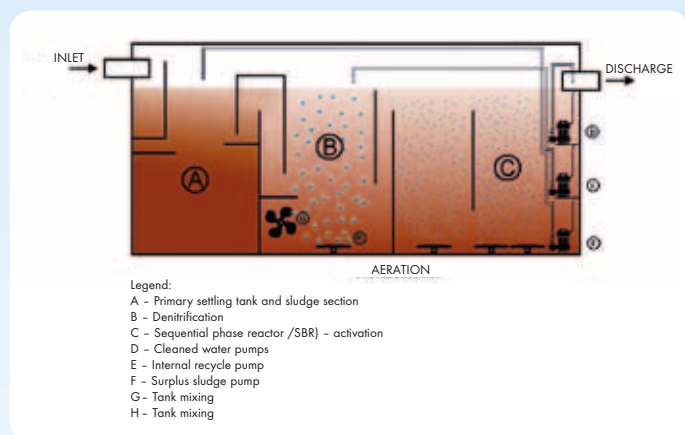 INLET
DISCHARGE
A
B
C
AERATION
Legend:
A – Primary settling tank and sludge section
B – Denitrification
C – Sequential phase reactor /SBR) – activation
D – Cleaned water pumps
E – Internal recycle pump
F – Surplus sludge pump
G– Tank mixing
H – Tank mixing